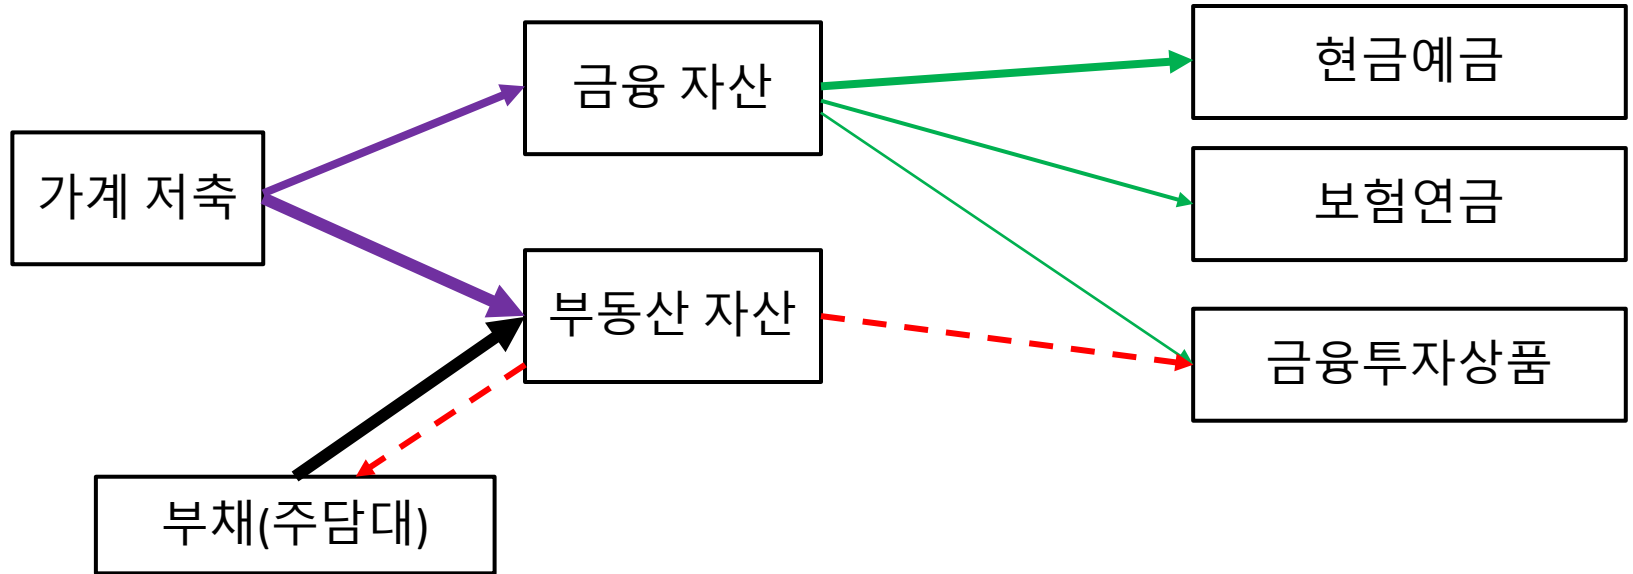 가계 저축
금융 자산
부동산 자산
부채(주담대)
현금예금
보험연금
금융투자상품